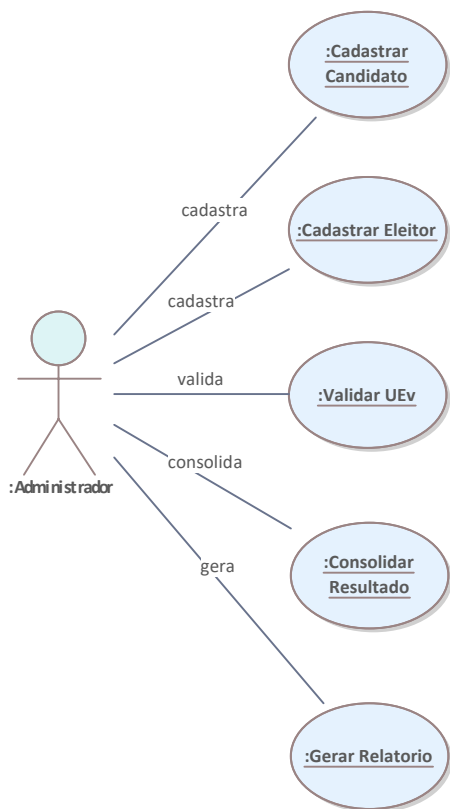 :Cadastrar
Candidato
cadastra
:Cadastrar Eleitor
cadastra
valida
:Validar UEv
consolida
:Administrador
:Consolidar
Resultado
gera
:Gerar Relatorio